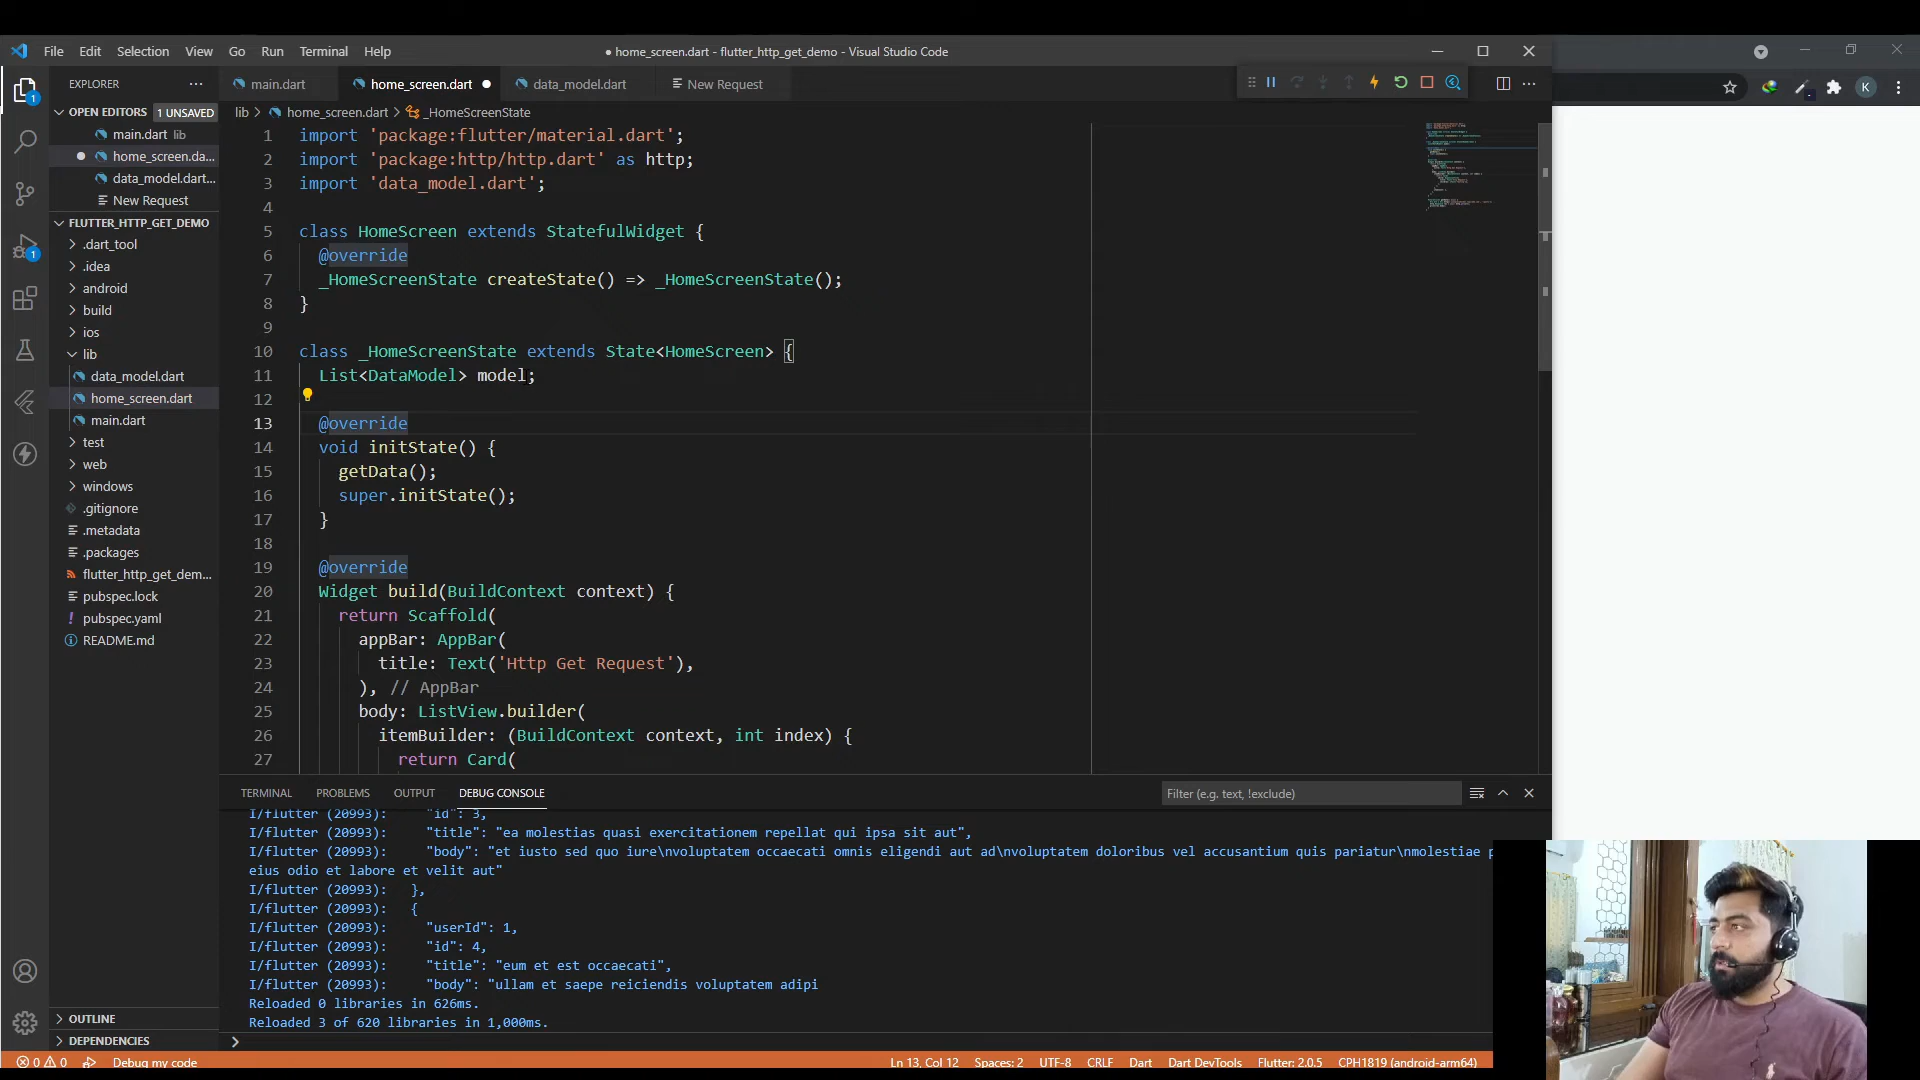 File Edit Selection View Go Run Terminal Help
● home_screen.dart - flutter_http_get_demo - Visual Studio Code
EXPLORER
main.dart
home_screen.dart
data_model.dart
New Request
K
OPEN EDITORS 1 UNSAVED
main.dart lib
home_screen.da...
data_model.dart...
New Request
FLUTTER_HTTP_GET_DEMO
.dart_tool
.idea
android
build
ios
lib
data_model.dart
home_screen.dart
main.dart
test
web
windows
.gitignore
.metadata
.packages
flutter_http_get_dem...
pubspec.lock
pubspec.yaml
README.md
OUTLINE
DEPENDENCIES
lib > home_screen.dart > _HomeScreenState
1 import 'package:flutter/material.dart';
2 import 'package:http/http.dart' as http;
3 import 'data_model.dart';
4
5 class HomeScreen extends StatefulWidget {
6 @override
7 _HomeScreenState createState() => _HomeScreenState();
8 }
9
10 class _HomeScreenState extends State<HomeScreen> {
11 List<DataModel> model;
12
13 @override
14 void initState() {
15 getData();
16 super.initState();
17 }
18
19 @override
20 Widget build(BuildContext context) {
21 return Scaffold(
22 appBar: AppBar(
23 title: Text('Http Get Request'),
24 ), // AppBar
25 body: ListView.builder(
26 itemBuilder: (BuildContext context, int index) {
27 return Card(
TERMINAL PROBLEMS OUTPUT DEBUG CONSOLE
Filter (e.g. text, !exclude)
I/flutter (20993): "id": 3,
I/flutter (20993): "title": "ea molestias quasi exercitationem repellat qui ipsa sit aut",
I/flutter (20993): "body": "et iusto sed quo iure\nvoluptatem occaecati omnis eligendi aut ad\nvoluptatem doloribus vel accusantium quis pariatur\nmolestiae p
eius odio et labore et velit aut"
I/flutter (20993): },
I/flutter (20993): {
I/flutter (20993): "userId": 1,
I/flutter (20993): "id": 4,
I/flutter (20993): "title": "eum et est occaecati",
I/flutter (20993): "body": "ullam et saepe reiciendis voluptatem adipi
Reloaded 0 libraries in 626ms.
Reloaded 3 of 620 libraries in 1,000ms.
0 0 Debug my code
Ln 13, Col 12 Spaces: 2 UTF-8 CRLF Dart Dart DevTools Flutter: 2.0.5 CPH1819 (android-arm64)